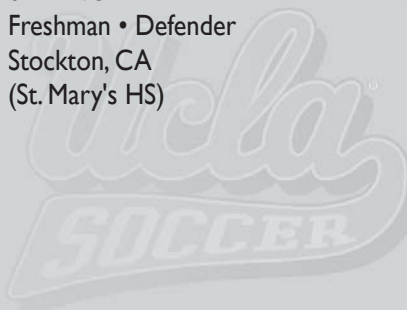 Freshman • Defender
Stockton, CA
(St. Mary's HS)
Ucla
SOCCER